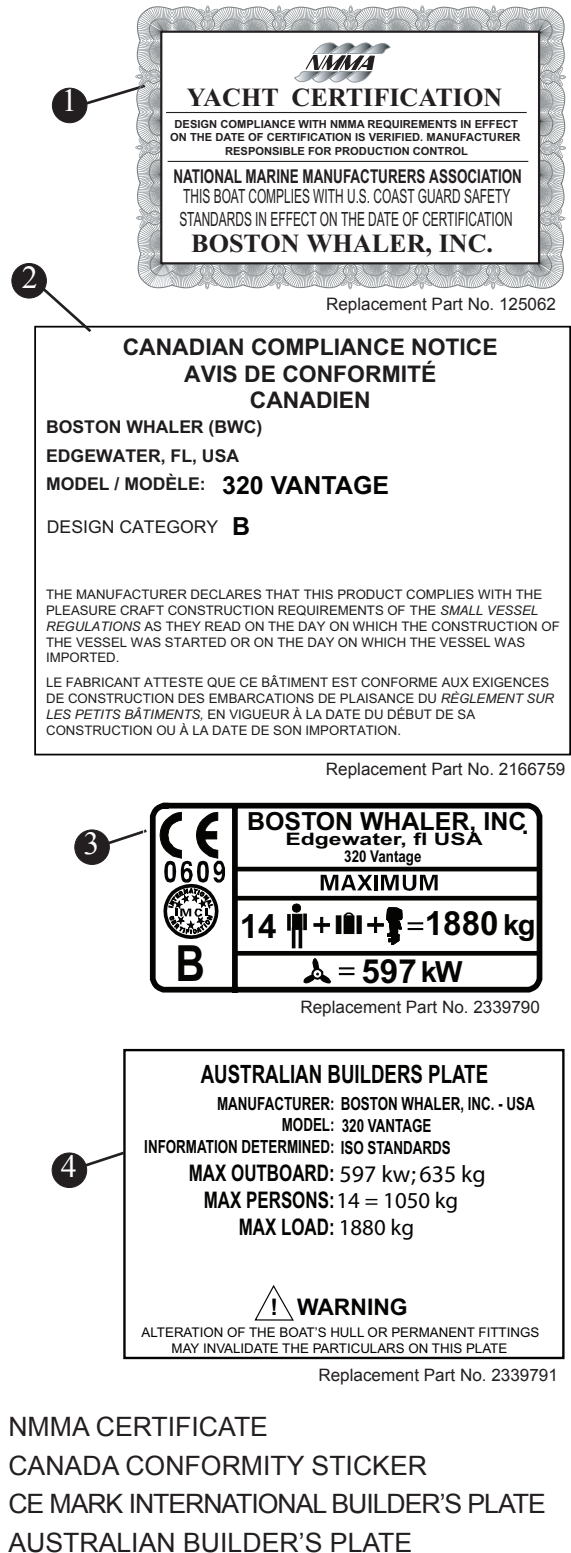 NMMA
1
YACHT CERTIFICATION
DESIGN COMPLIANCE WITH NMMA REQUIREMENTS IN EFFECT
ON THE DATE OF CERTIFICATION IS VERIFIED. MANUFACTURER
RESPONSIBLE FOR PRODUCTION CONTROL
NATIONAL MARINE MANUFACTURERS ASSOCIATION
THIS BOAT COMPLIES WITH U.S. COAST GUARD SAFETY
STANDARDS IN EFFECT ON THE DATE OF CERTIFICATION
BOSTON WHALER, INC.
Replacement Part No. 125062
2
CANADIAN COMPLIANCE NOTICE
AVIS DE CONFORMITÉ
CANADIEN
BOSTON WHALER (BWC)
EDGEWATER, FL, USA
MODEL / MODÈLE: 320 VANTAGE
DESIGN CATEGORY B
THE MANUFACTURER DECLARES THAT THIS PRODUCT COMPLIES WITH THE
PLEASURE CRAFT CONSTRUCTION REQUIREMENTS OF THE SMALL VESSEL
REGULATIONS AS THEY READ ON THE DAY ON WHICH THE CONSTRUCTION OF
THE VESSEL WAS STARTED OR ON THE DAY ON WHICH THE VESSEL WAS
IMPORTED.
LE FABRICANT ATTESTE QUE CE BÂTIMENT EST CONFORME AUX EXIGENCES
DE CONSTRUCTION DES EMBARCATIONS DE PLAISANCE DU RÈGLEMENT SUR
LES PETITS BÂTIMENTS, EN VIGUEUR À LA DATE DU DÉBUT DE SA
CONSTRUCTION OU À LA DATE DE SON IMPORTATION.
Replacement Part No. 2166759
3
CE
0609
INTERNATIONAL
IMCI
CERTIFICATION
B
BOSTON WHALER, INC.
Edgewater, fl USA
320 Vantage
MAXIMUM
14 + + =1880 kg
= 597 kW
Replacement Part No. 2339790
4
AUSTRALIAN BUILDERS PLATE
MANUFACTURER: BOSTON WHALER, INC. - USA
MODEL: 320 VANTAGE
INFORMATION DETERMINED: ISO STANDARDS
MAX OUTBOARD: 597 kw; 635 kg
MAX PERSONS: 14 = 1050 kg
MAX LOAD: 1880 kg
! WARNING
ALTERATION OF THE BOAT'S HULL OR PERMANENT FITTINGS
MAY INVALIDATE THE PARTICULARS ON THIS PLATE
Replacement Part No. 2339791
NMMA CERTIFICATE
CANADA CONFORMITY STICKER
CE MARK INTERNATIONAL BUILDER’S PLATE
AUSTRALIAN BUILDER’S PLATE